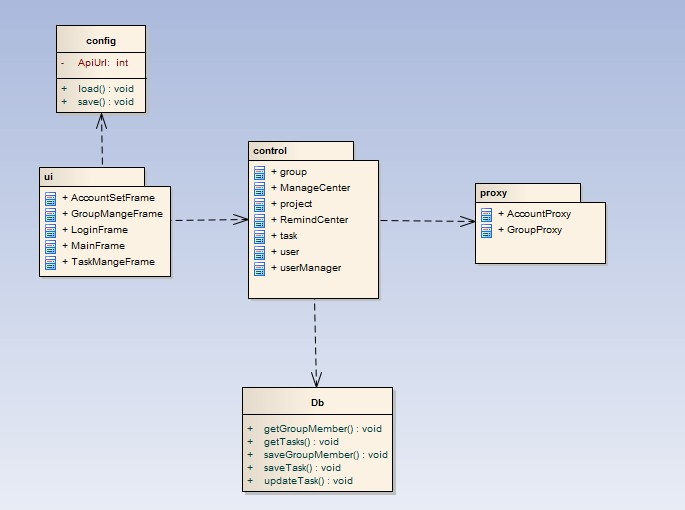 config
- ApiUrl: int
+ load() : void
+ save() : void
ui
+ AccountSetFrame
+ GroupMangeFrame
+ LoginFrame
+ MainFrame
+ TaskMangeFrame
control
+ group
+ ManageCenter
+ project
+ RemindCenter
+ task
+ user
+ userManager
proxy
+ AccountProxy
+ GroupProxy
Db
+ getGroupMember() : void
+ getTasks() : void
+ saveGroupMember() : void
+ saveTask() : void
+ updateTask() : void